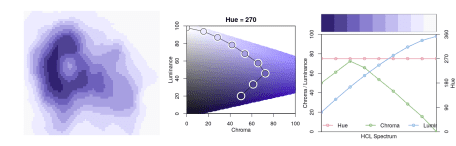 Hue = 270
Luminance
0 20 40 60 80 100
0 20 40 60 80 100
Chroma
Chroma / Luminance
0 20 40 60 80 100
0 90 180 270 360
Hue
Hue Chroma Lumi
HCL Spectrum